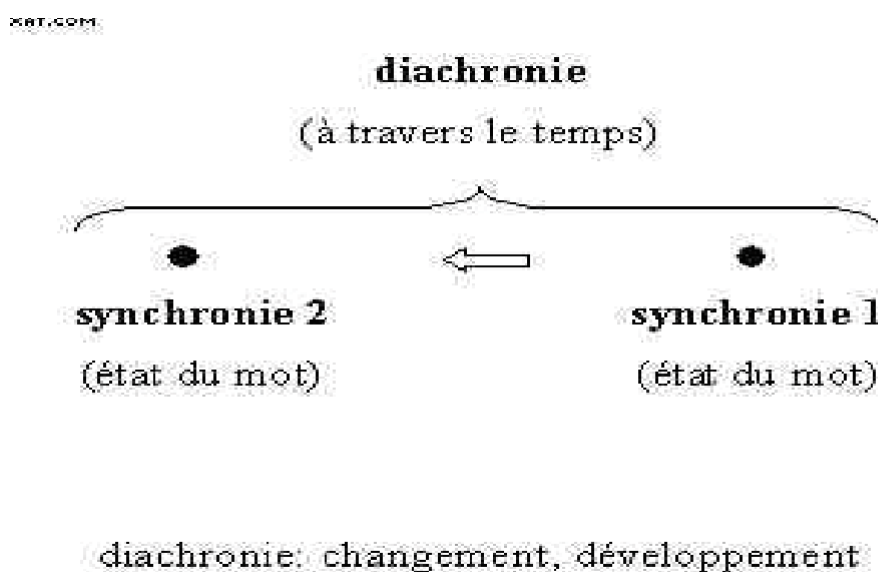 XAT.COM
diachronie
(à travers le temps)
synchronie 2 synchronie 1
(état du mot) (état du mot)
diachronie: changement, développement